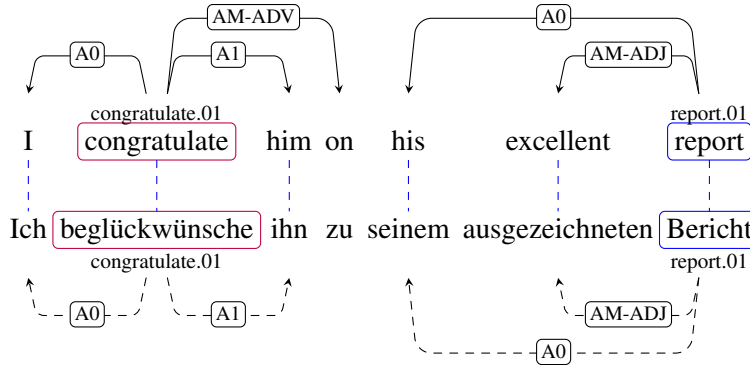 AM-ADV A0
A0 A1 AM-ADJ
congratulate.01 report.01
I congratulate him on his excellent report
Ich beglückwünsche ihn zu seinem ausgezeichneten Bericht
congratulate.01 report.01
A0 A1 AM-ADJ
A0